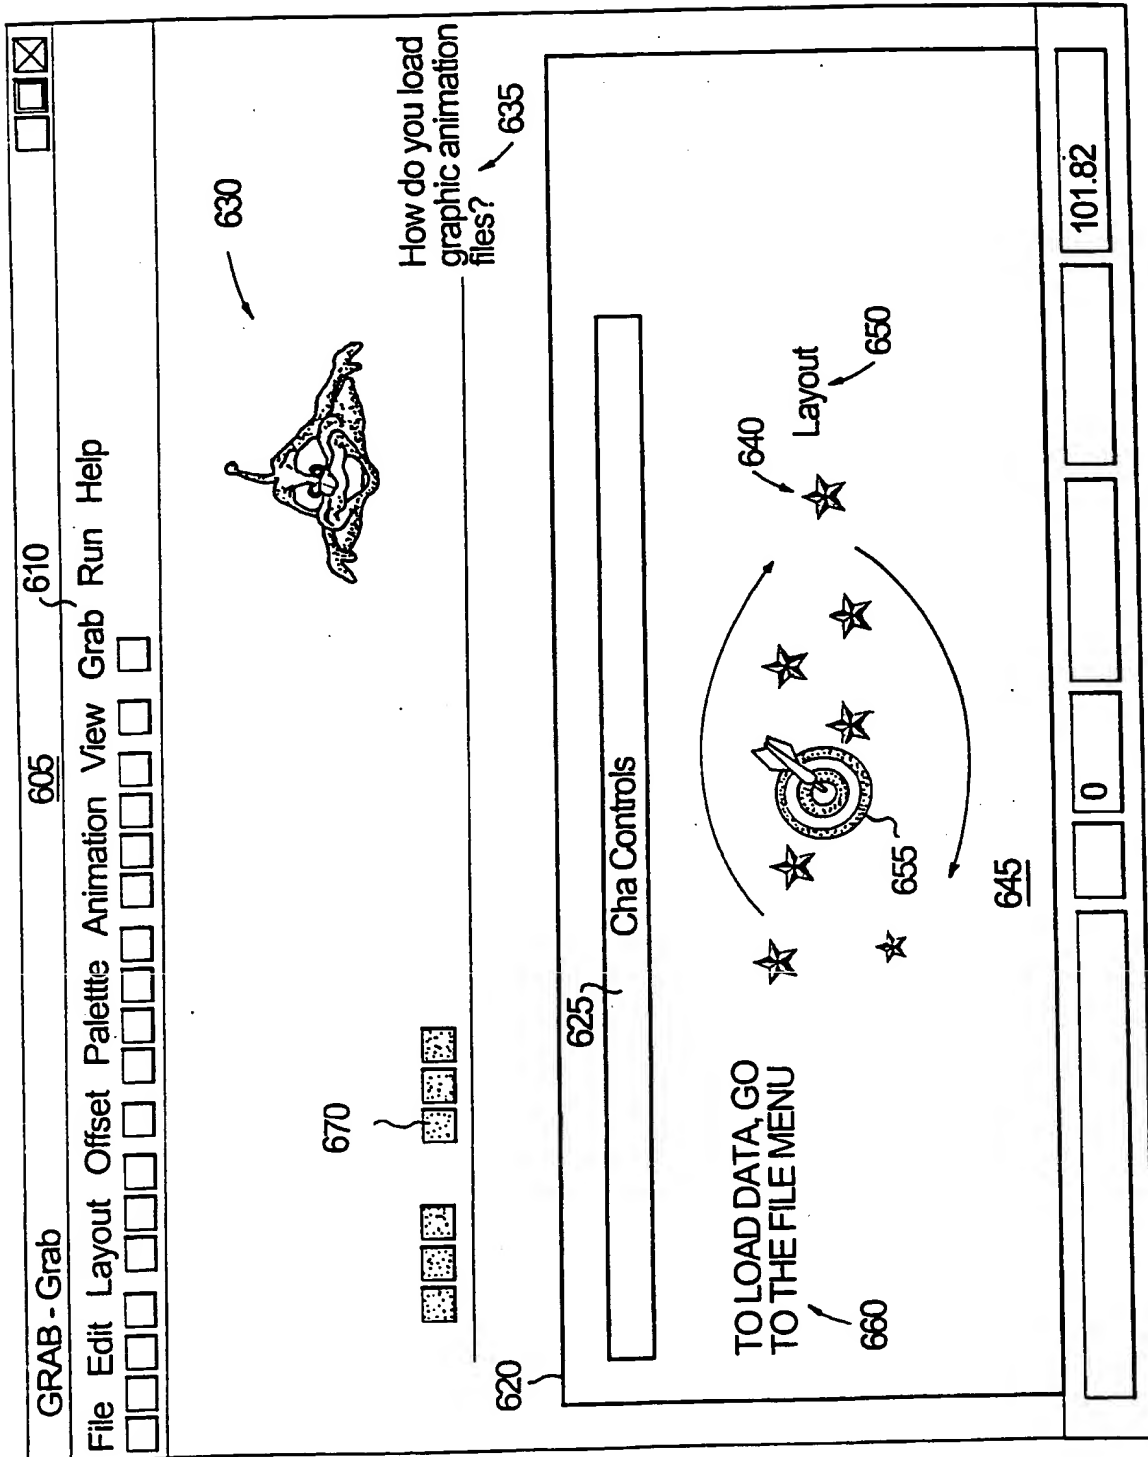 GRAB - Grab
605
610
File Edit Layout Offset Palettte Animation View Grab Run Help
630
670
How do you load
graphic animation
files?
635
620
625
Cha Controls
640
Layout
650
TO LOAD DATA, GO
TO THE FILE MENU
660
655
645
0
101.82